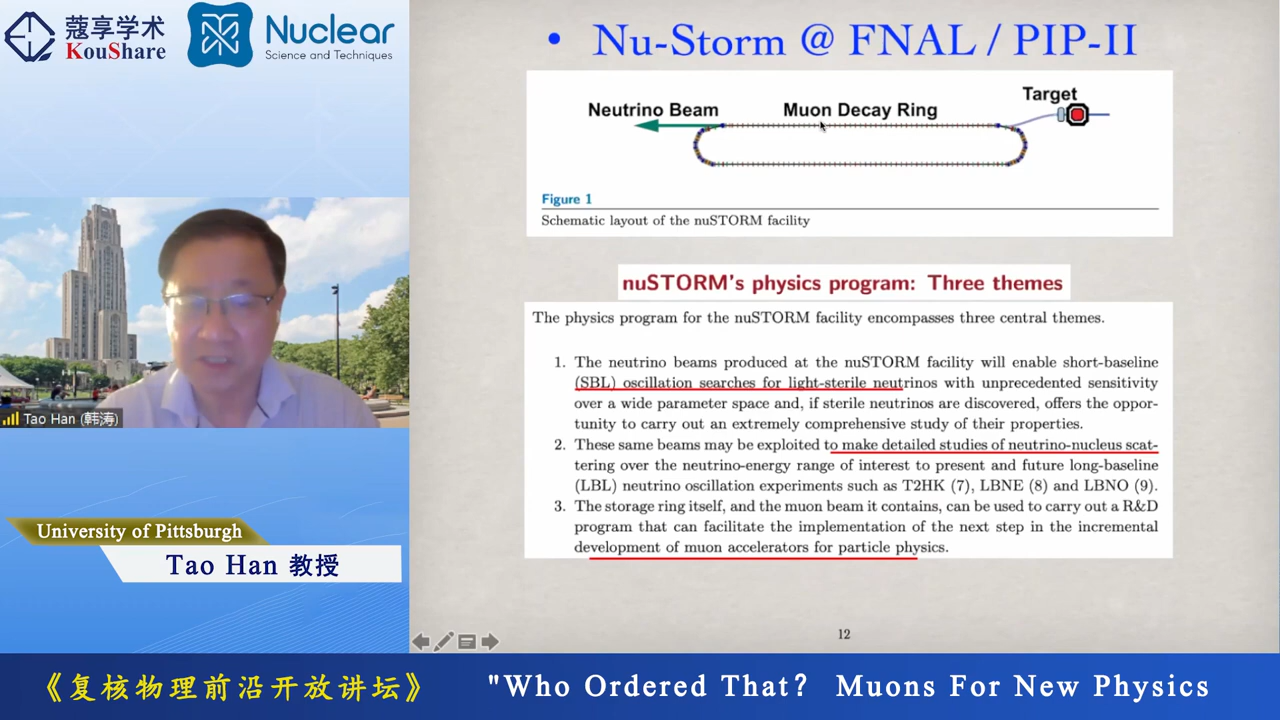 蔻享学术
KouShare
Nuclear
Science and Techniques
Tao Han (韩涛)
University of Pittsburgh
Tao Han 教授
• Nu-Storm @ FNAL / PIP-II
Target
Neutrino Beam
Muon Decay Ring
Figure 1
Schematic layout of the nuSTORM facility
nuSTORM's physics program: Three themes
The physics program for the nuSTORM facility encompasses three central themes.
1. The neutrino beams produced at the nuSTORM facility will enable short-baseline
(SBL) oscillation searches for light-sterile neutrinos with unprecedented sensitivity
over a wide parameter space and, if sterile neutrinos are discovered, offers the oppor-
tunity to carry out an extremely comprehensive study of their properties.
2. These same beams may be exploited to make detailed studies of neutrino-nucleus scat-
tering over the neutrino-energy range of interest to present and future long-baseline
(LBL) neutrino oscillation experiments such as T2HK (7), LBNE (8) and LBNO (9).
3. The storage ring itself, and the muon beam it contains, can be used to carry out a R&D
program that can facilitate the implementation of the next step in the incremental
development of muon accelerators for particle physics.
12
《复核物理前沿开放讲坛》
"Who Ordered That? Muons For New Physics